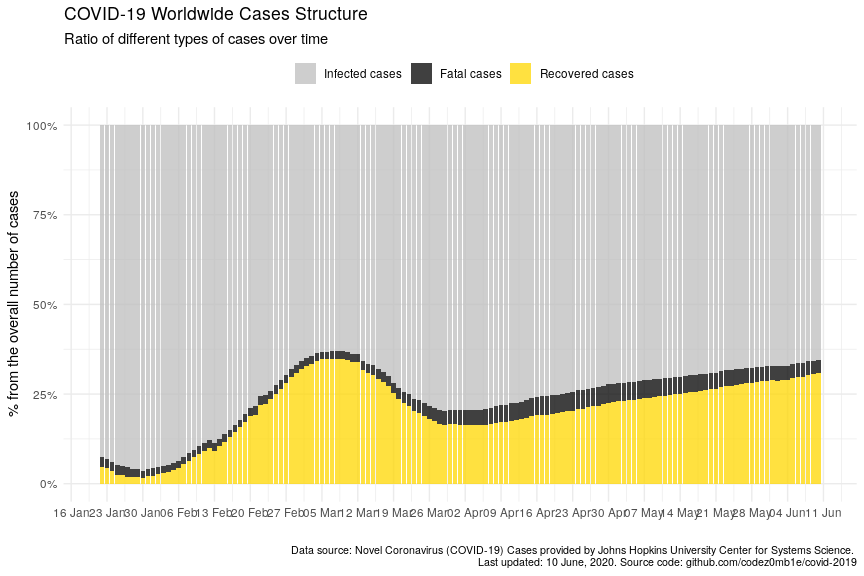 COVID-19 Worldwide Cases Structure
Ratio of different types of cases over time
Infected cases Fatal cases Recovered cases
% from the overall number of cases
100%
75%
50%
25%
0%
16 Jan 23 Jan 30 Jan 06 Feb 13 Feb 20 Feb 27 Feb 05 Mar 12 Mar 19 Mar 26 Mar 02 Apr 09 Apr 16 Apr 23 Apr 30 Apr 07 May 14 May 21 May 28 May 04 Jun 11 Jun
Data source: Novel Coronavirus (COVID-19) Cases provided by Johns Hopkins University Center for Systems Science.
Last updated: 10 June, 2020. Source code: github.com/codez0mb1e/covid-2019